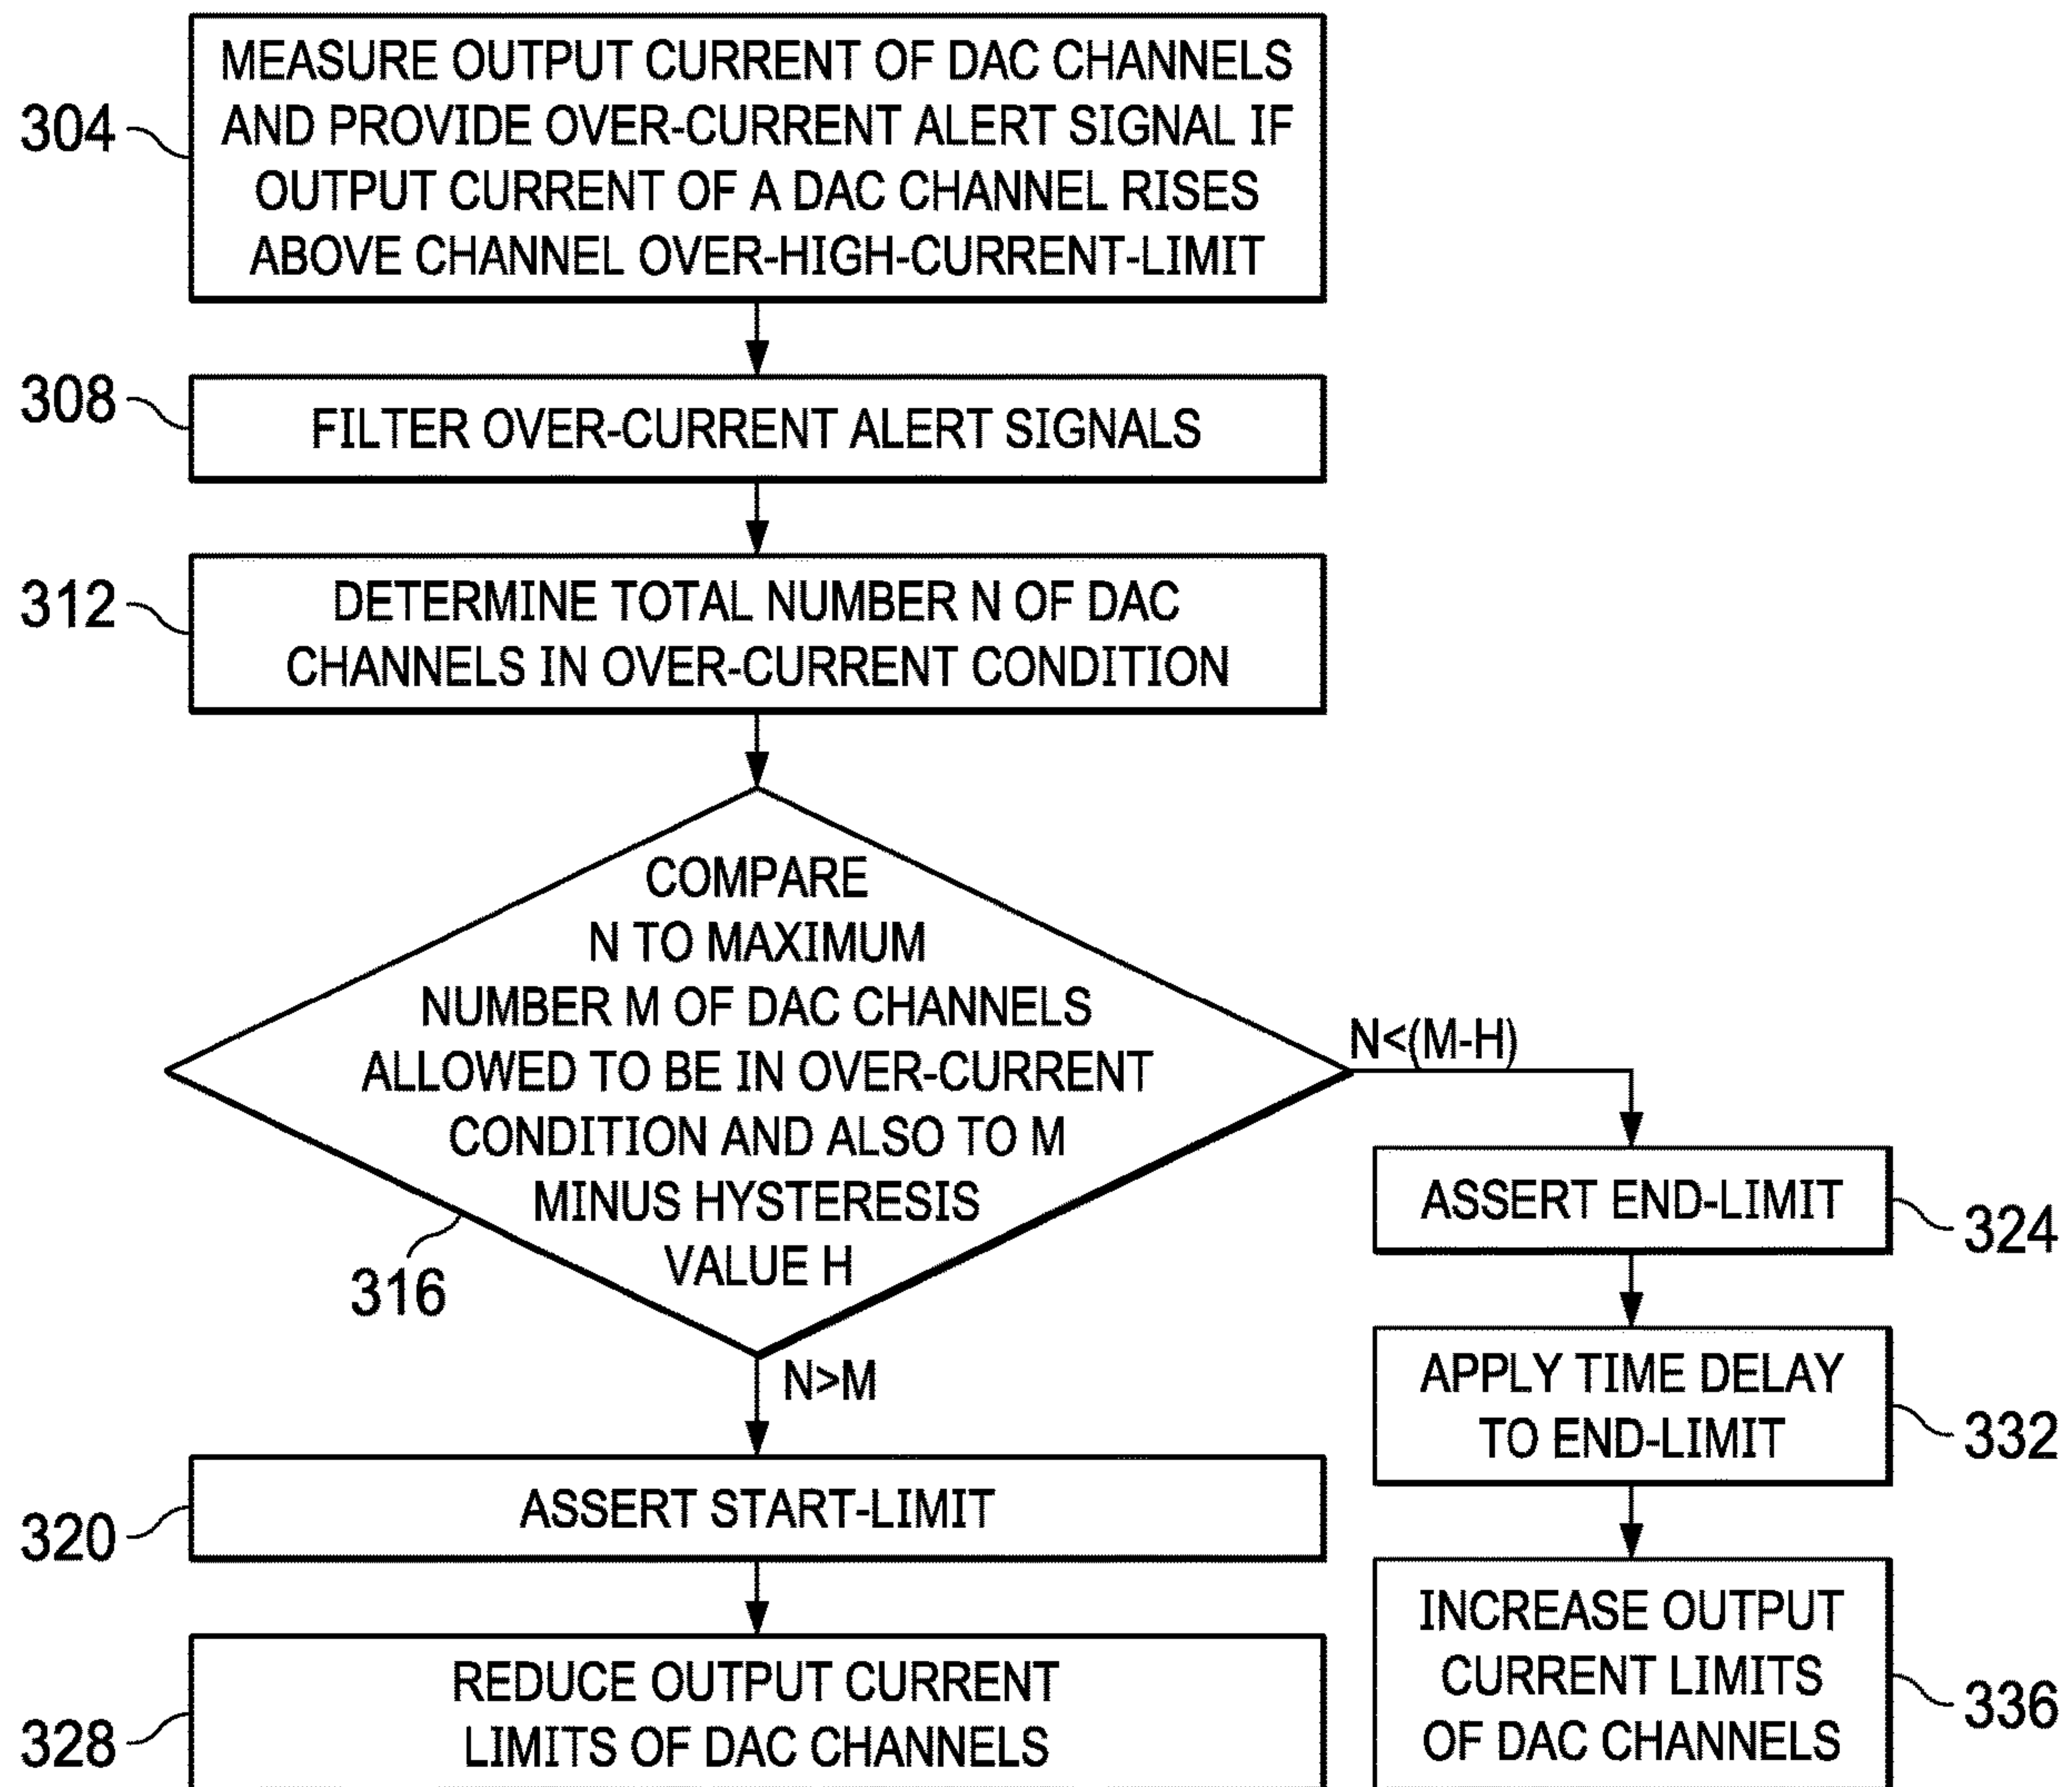 304
MEASURE OUTPUT CURRENT OF DAC CHANNELS
AND PROVIDE OVER-CURRENT ALERT SIGNAL IF
OUTPUT CURRENT OF A DAC CHANNEL RISES
ABOVE CHANNEL OVER-HIGH-CURRENT-LIMIT
308
FILTER OVER-CURRENT ALERT SIGNALS
312
DETERMINE TOTAL NUMBER N OF DAC
CHANNELS IN OVER-CURRENT CONDITION
COMPARE
N TO MAXIMUM
NUMBER M OF DAC CHANNELS
ALLOWED TO BE IN OVER-CURRENT
CONDITION AND ALSO TO M
MINUS HYSTERESIS
VALUE H
316
N>M
320
ASSERT START-LIMIT
328
REDUCE OUTPUT CURRENT
LIMITS OF DAC CHANNELS
N<(M-H)
ASSERT END-LIMIT
324
APPLY TIME DELAY
TO END-LIMIT
332
INCREASE OUTPUT
CURRENT LIMITS
OF DAC CHANNELS
336